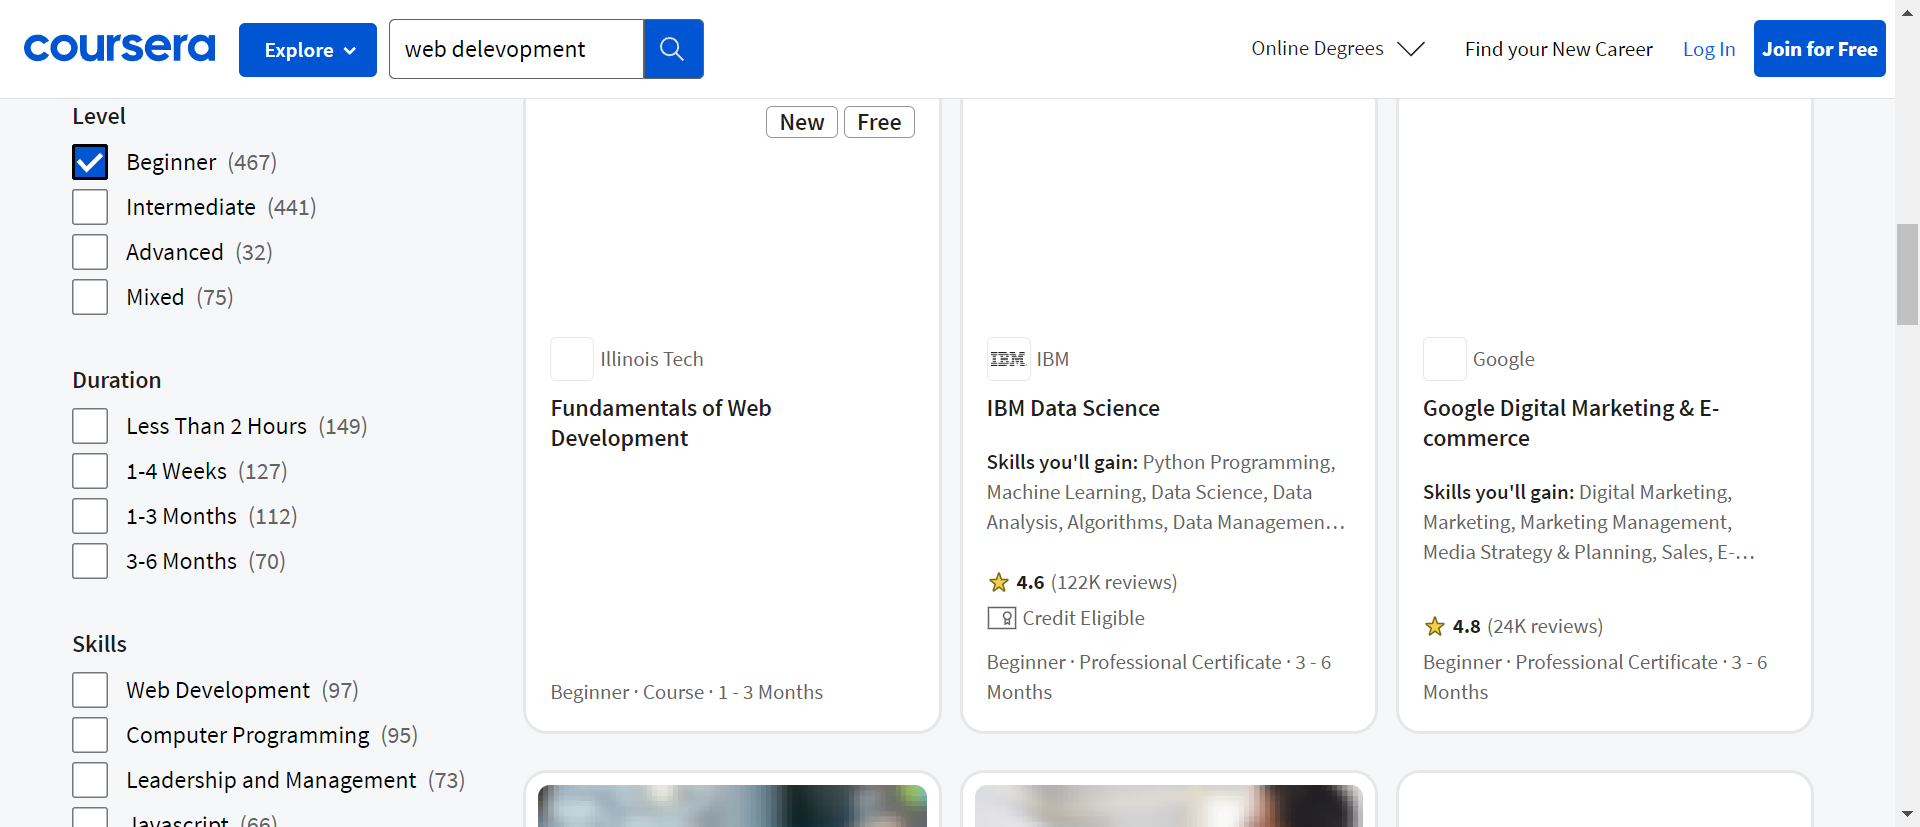 coursera
Explore
web delevopment
Online Degrees
Find your New Career
Log In
Join for Free
Level
Beginner (467)
Intermediate (441)
Advanced (32)
Mixed (75)
Duration
Less Than 2 Hours (149)
1-4 Weeks (127)
1-3 Months (112)
3-6 Months (70)
Skills
Web Development (97)
Computer Programming (95)
Leadership and Management (73)
Javascript (66)
New
Free
Illinois Tech
Fundamentals of Web
Development
Beginner · Course · 1 - 3 Months
IBM
IBM
IBM Data Science
Skills you'll gain: Python Programming,
Machine Learning, Data Science, Data
Analysis, Algorithms, Data Managemen…
4.6 (122K reviews)
Credit Eligible
Beginner · Professional Certificate · 3 - 6
Months
Google
Google Digital Marketing & E-
commerce
Skills you'll gain: Digital Marketing,
Marketing, Marketing Management,
Media Strategy & Planning, Sales, E-…
4.8 (24K reviews)
Beginner · Professional Certificate · 3 - 6
Months